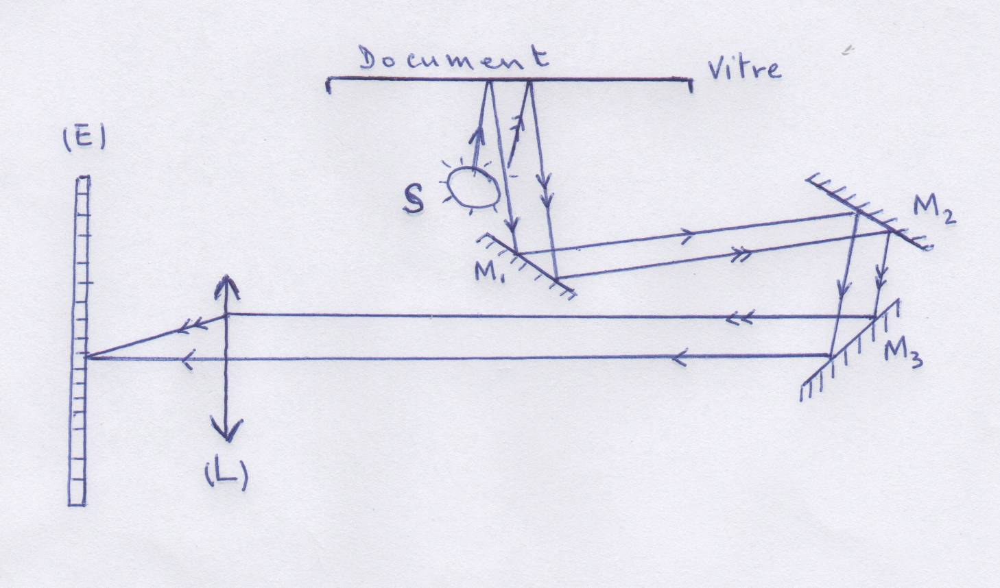 Document
Vitre
(E)
S
M₂
M₁
M₃
(L)